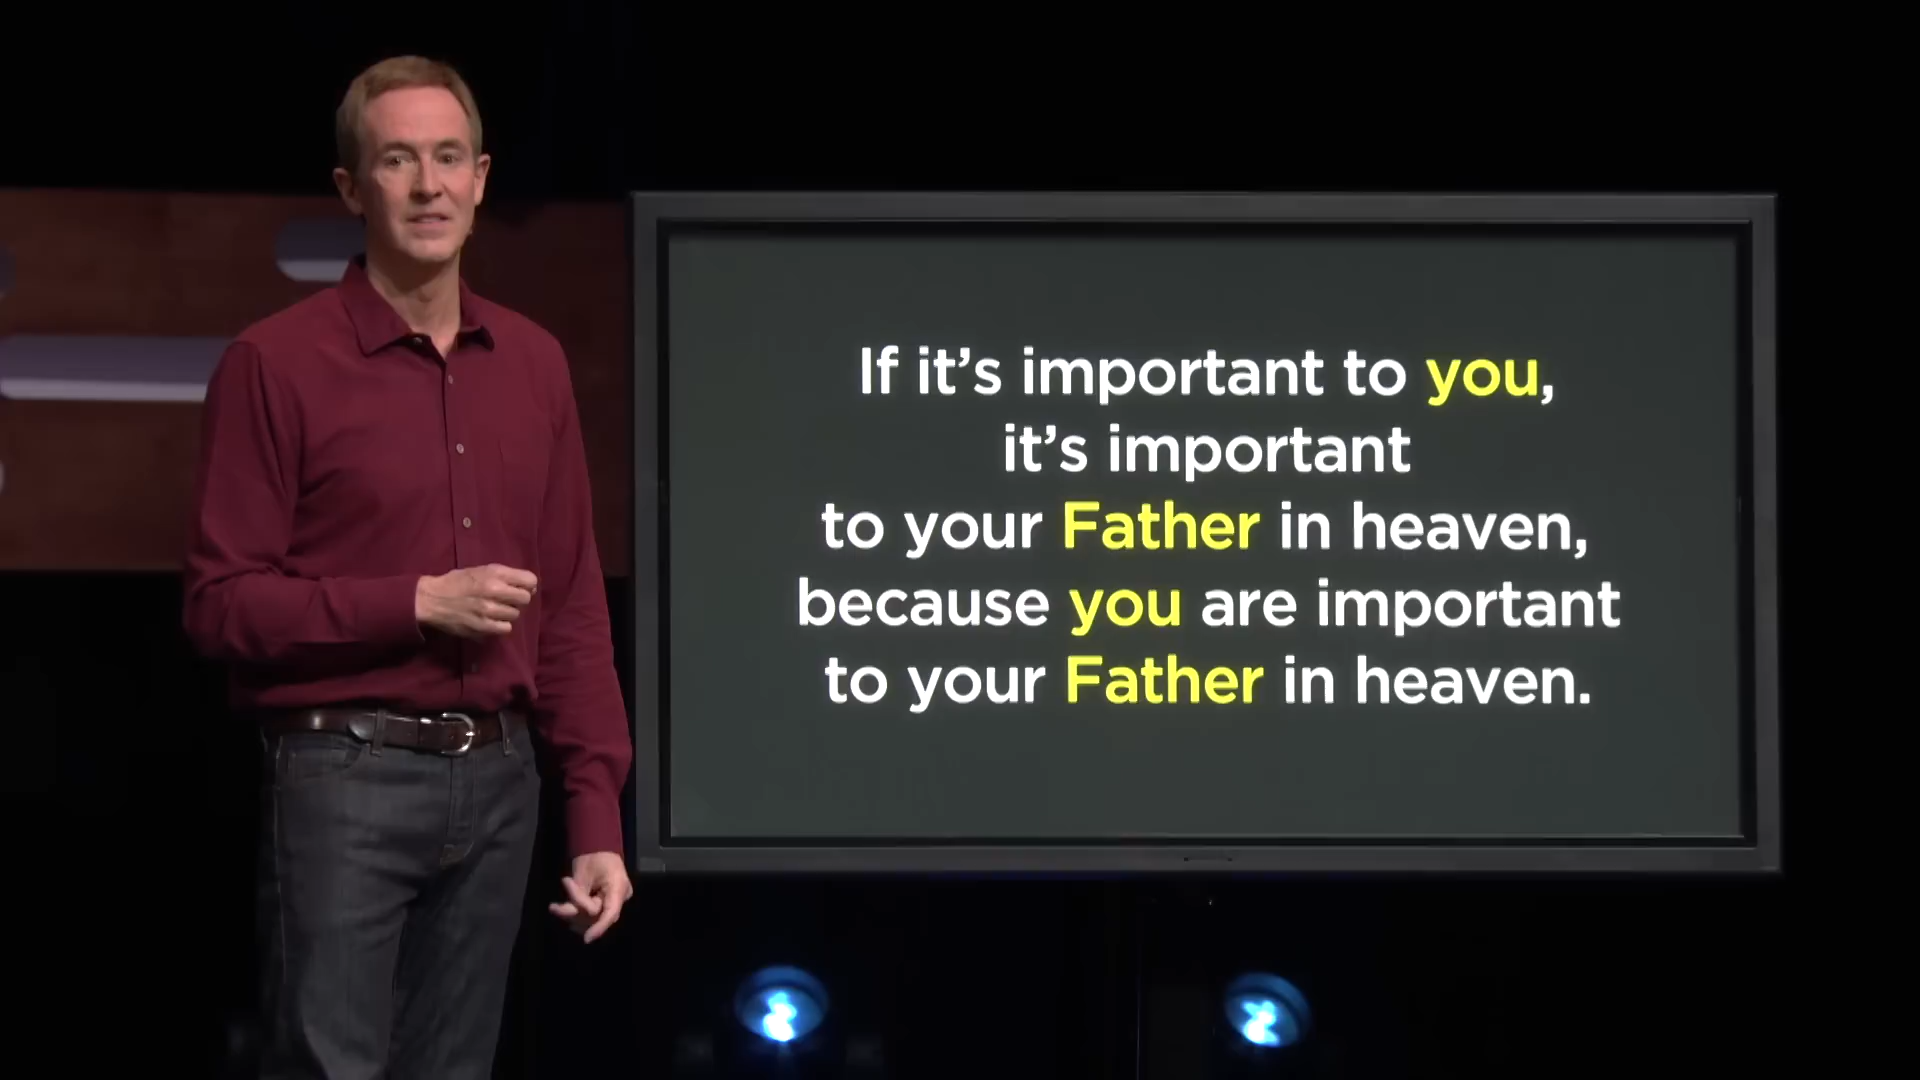 If it’s important to you,
it’s important
to your Father in heaven,
because you are important
to your Father in heaven.